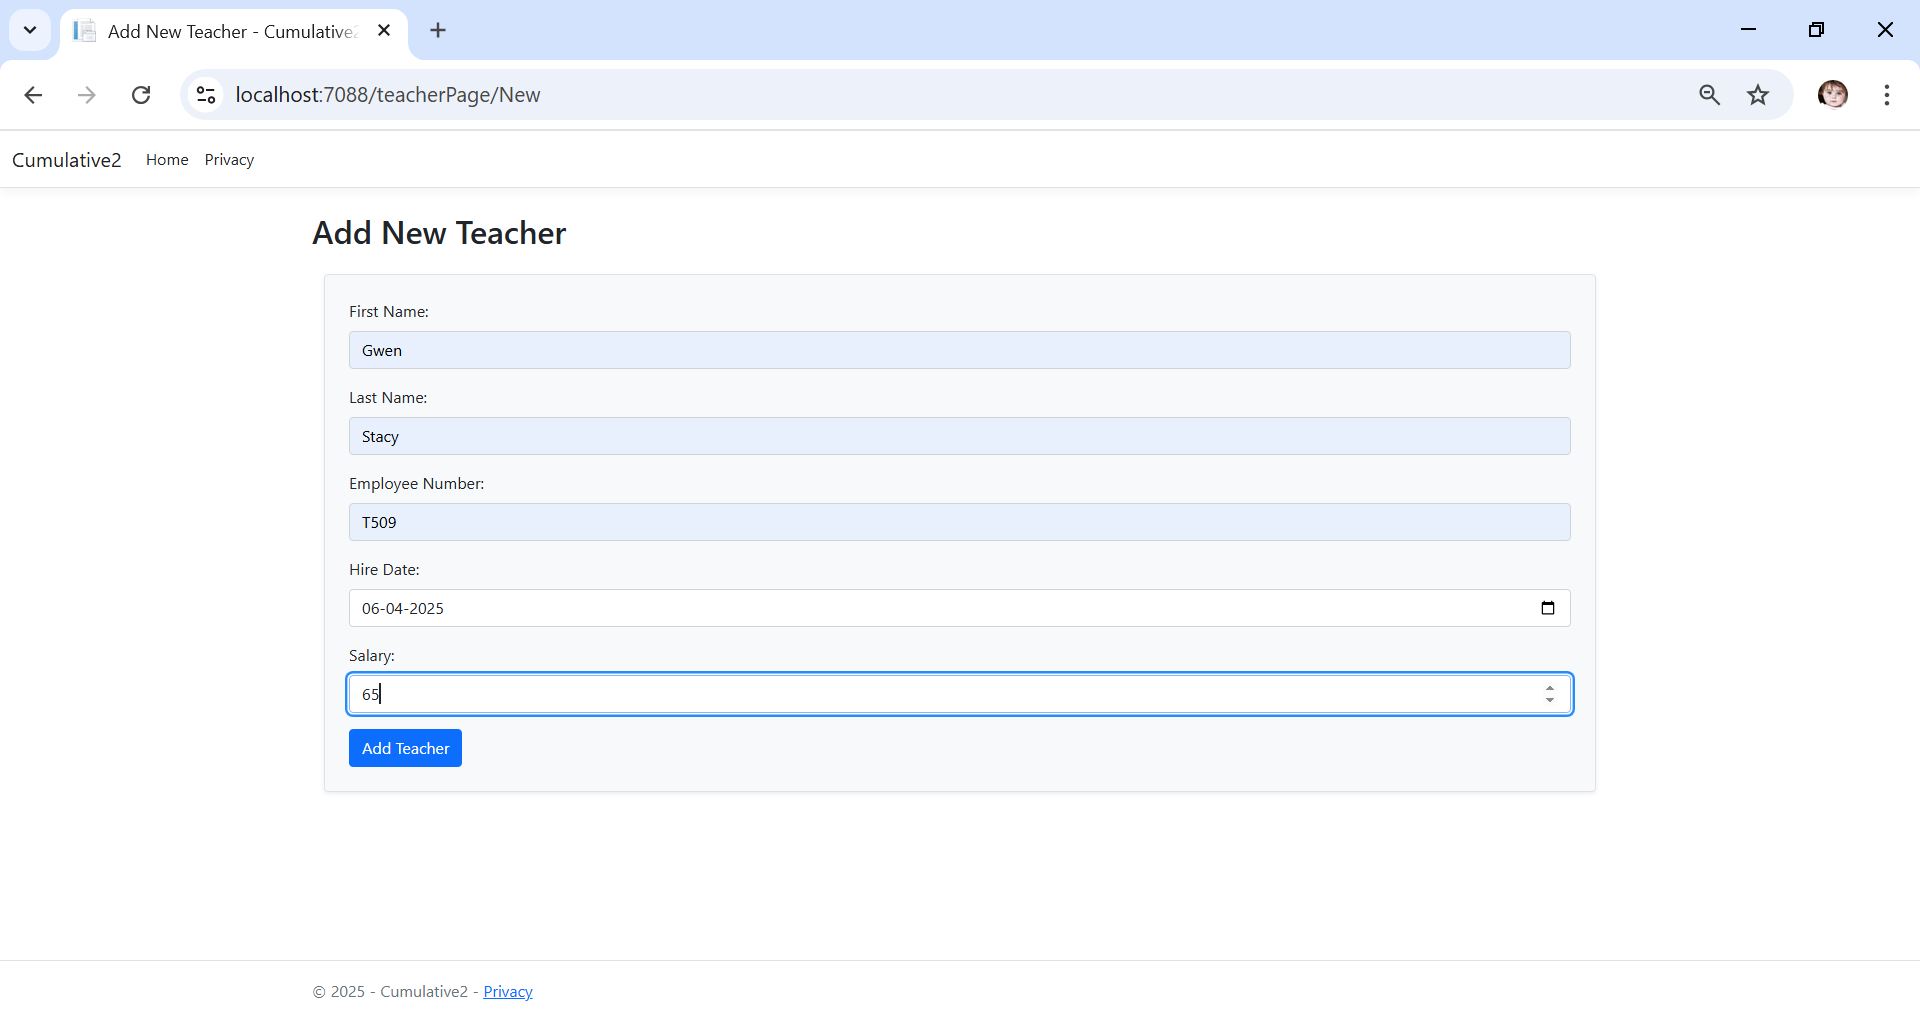 Add New Teacher - Cumulative2
localhost:7088/teacherPage/New
Cumulative2 Home Privacy
Add New Teacher
First Name:
Gwen
Last Name:
Stacy
Employee Number:
T509
Hire Date:
06-04-2025
Salary:
65
Add Teacher
© 2025 - Cumulative2 - Privacy